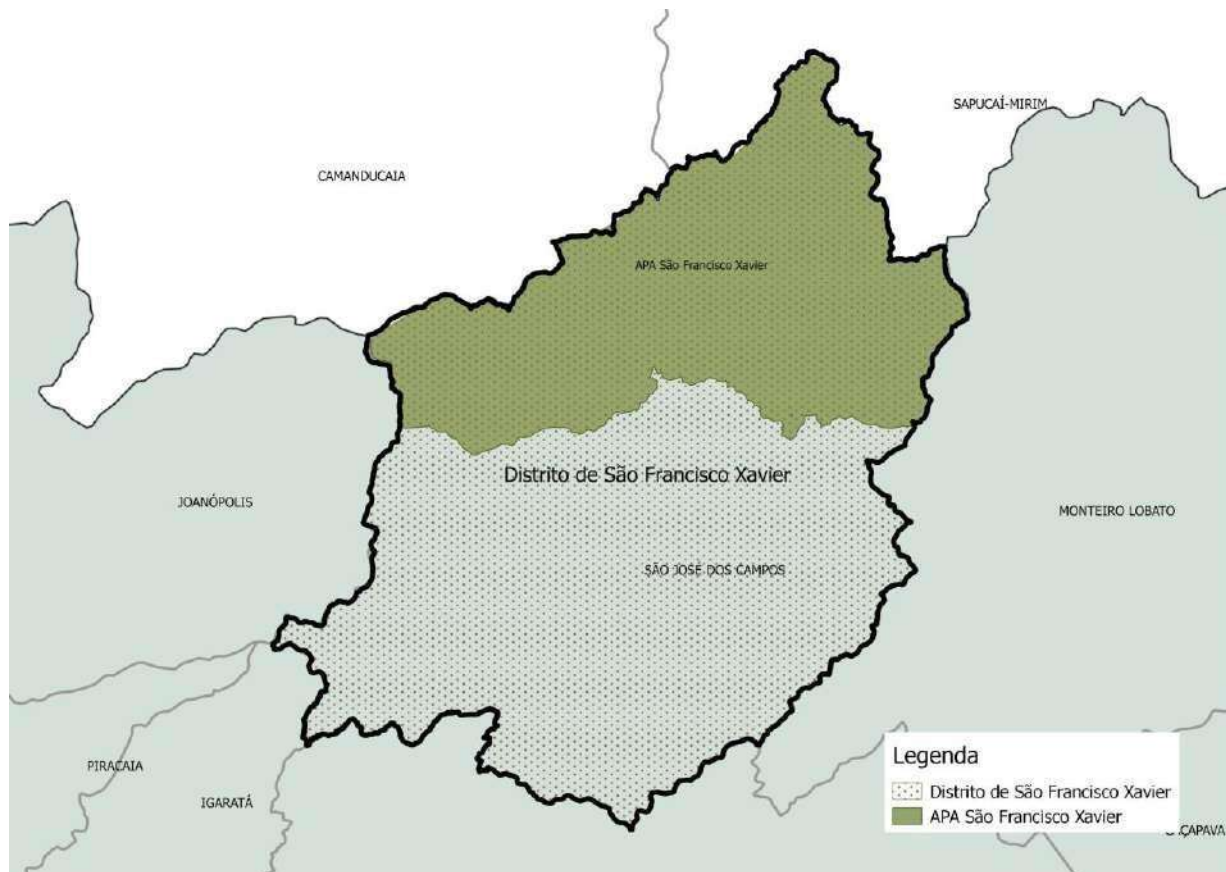 SAPUCAÍ-MIRIM
CAMANDUCAIA
APA São Francisco Xavier
Distrito de São Francisco Xavier
JOANÓPOLIS
MONTEIRO LOBATO
SÃO JOSÉ DOS CAMPOS
PIRACAIA
IGARATÁ
Legenda
Distrito de São Francisco Xavier
APA São Francisco Xavier